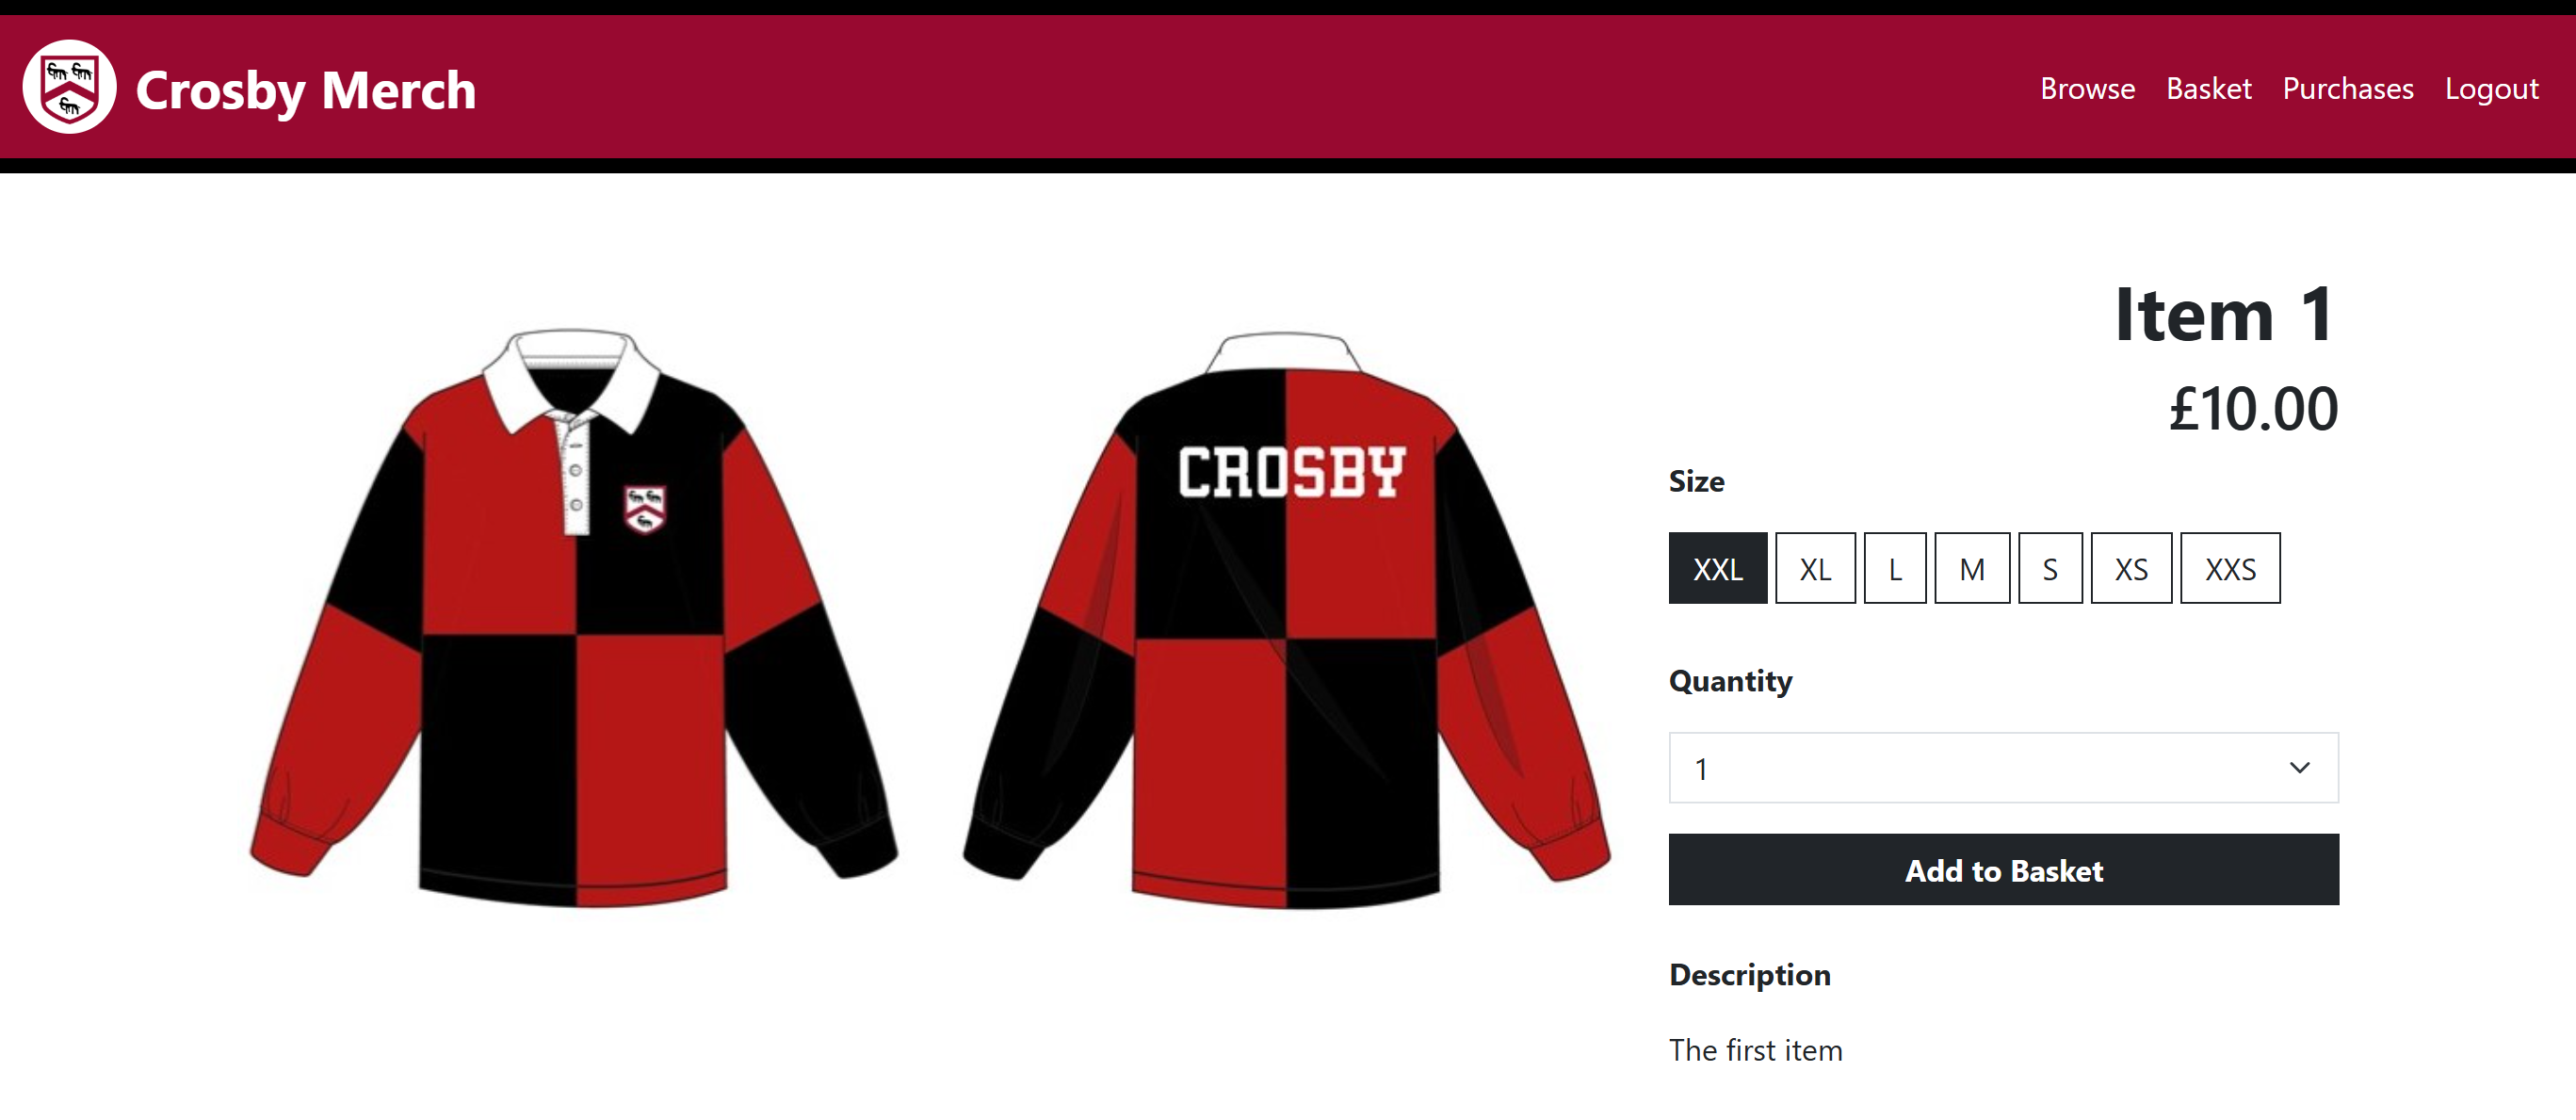 Crosby Merch
Browse Basket Purchases Logout
CROSBY
Item 1
£10.00
Size
XXL XL L M S XS XXS
Quantity
1
Add to Basket
Description
The first item